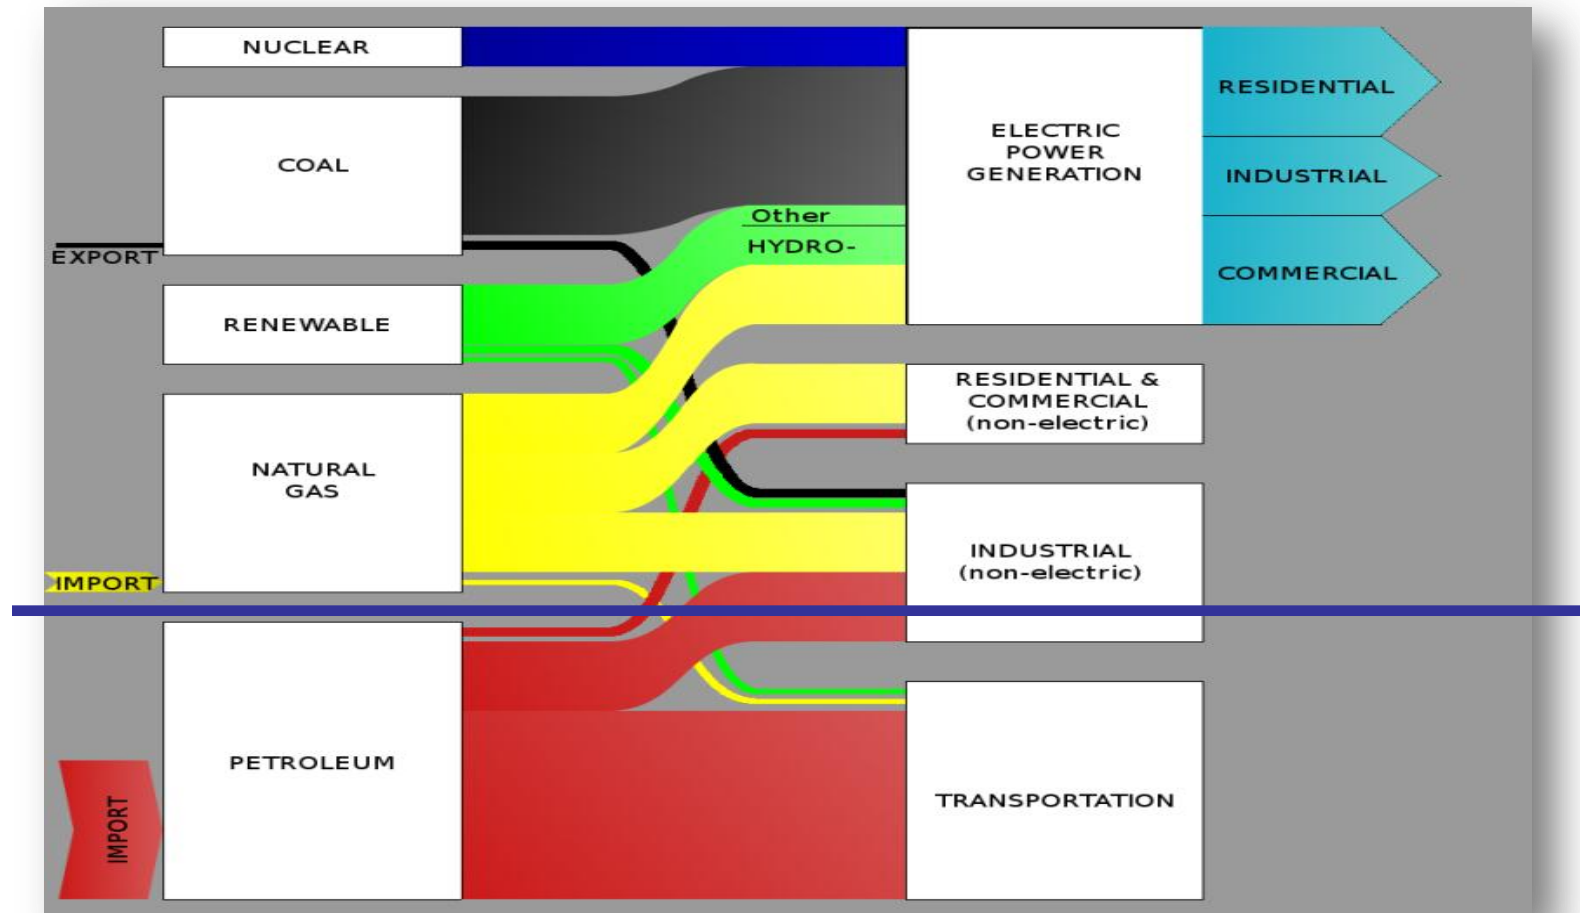 NUCLEAR
COAL
EXPORT
RENEWABLE
NATURAL
GAS
IMPORT
PETROLEUM
IMPORT
Other
HYDRO-
ELECTRIC
POWER
GENERATION
RESIDENTIAL
INDUSTRIAL
COMMERCIAL
RESIDENTIAL &
COMMERCIAL
(non-electric)
INDUSTRIAL
(non-electric)
TRANSPORTATION